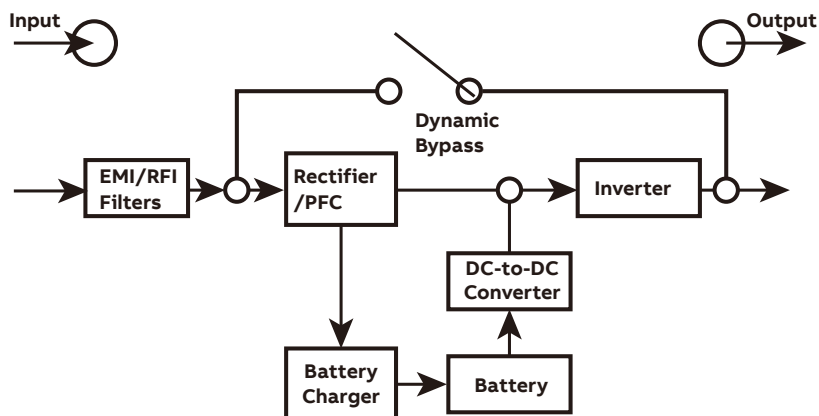 Input
Output
Dynamic
Bypass
EMI/RFI
Filters
Rectifier
/PFC
Inverter
DC-to-DC
Converter
Battery
Charger
Battery